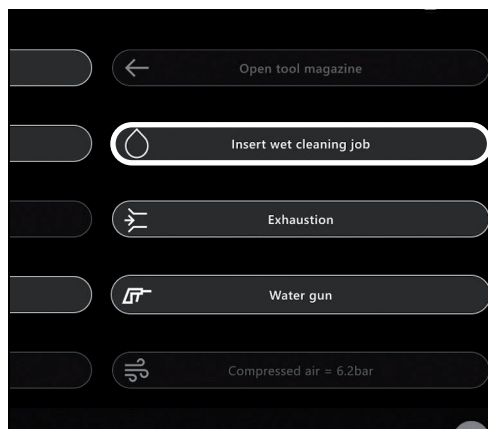 Open tool magazine
Insert wet cleaning job
Exhaustion
Water gun
Compressed air = 6.2bar